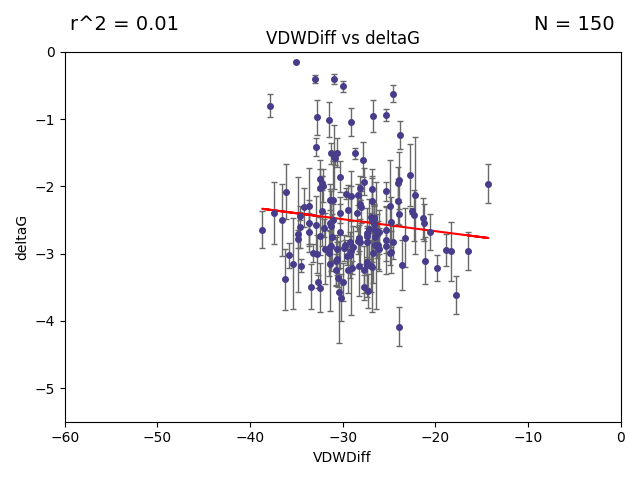 r^2 = 0.01
N = 150
VDWDiff vs deltaG
0
−1
−2
−3
−4
−5
deltaG
−60 −50 −40 −30 −20 −10 0
VDWDiff